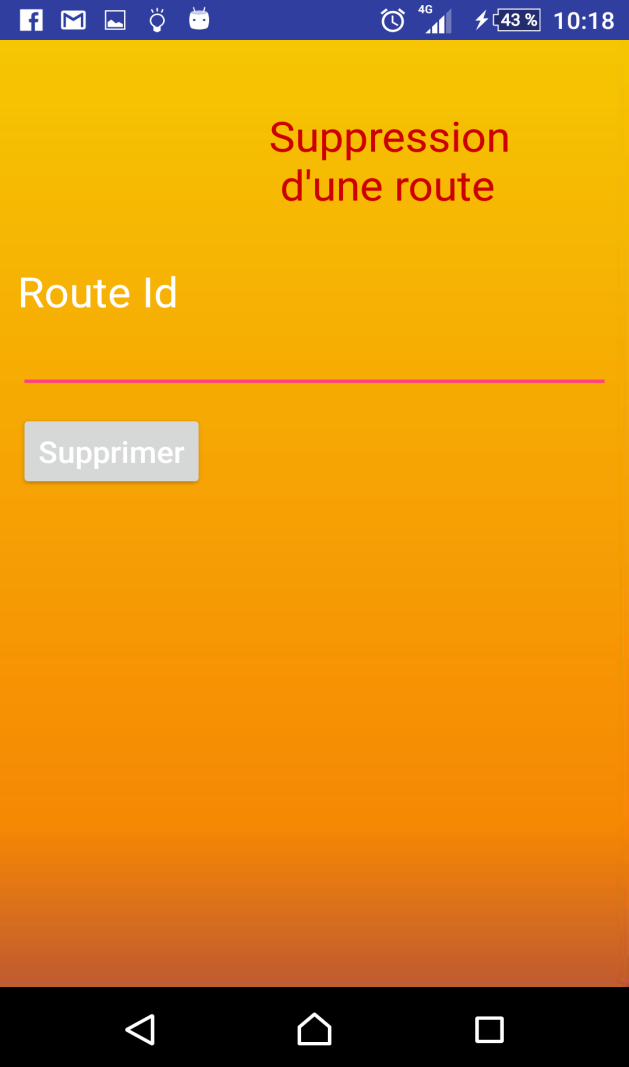 4G 43 % 10:18
Suppression
d'une route
Route Id
Supprimer